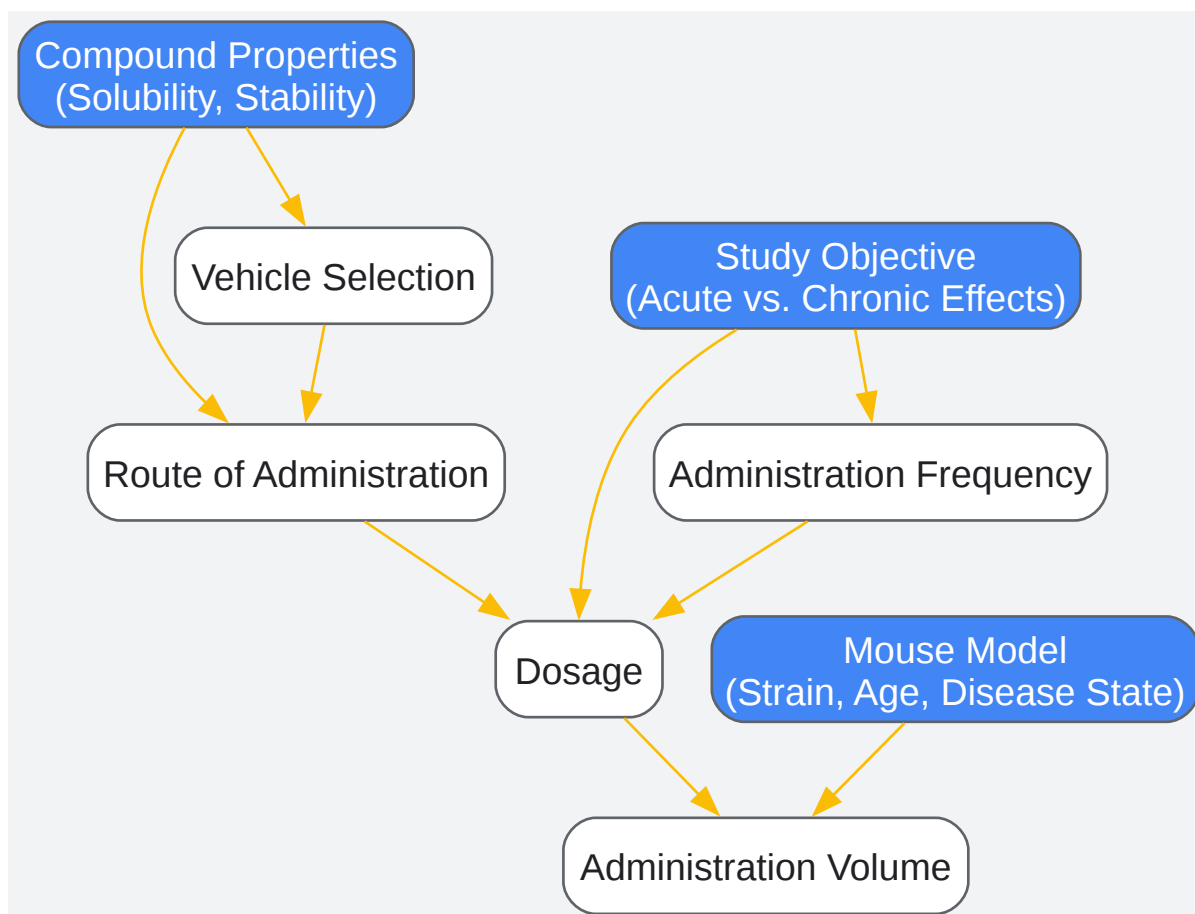 Compound Properties
(Solubility, Stability)
Vehicle Selection
Study Objective
(Acute vs. Chronic Effects)
Route of Administration
Administration Frequency
Dosage
Mouse Model
(Strain, Age, Disease State)
Administration Volume